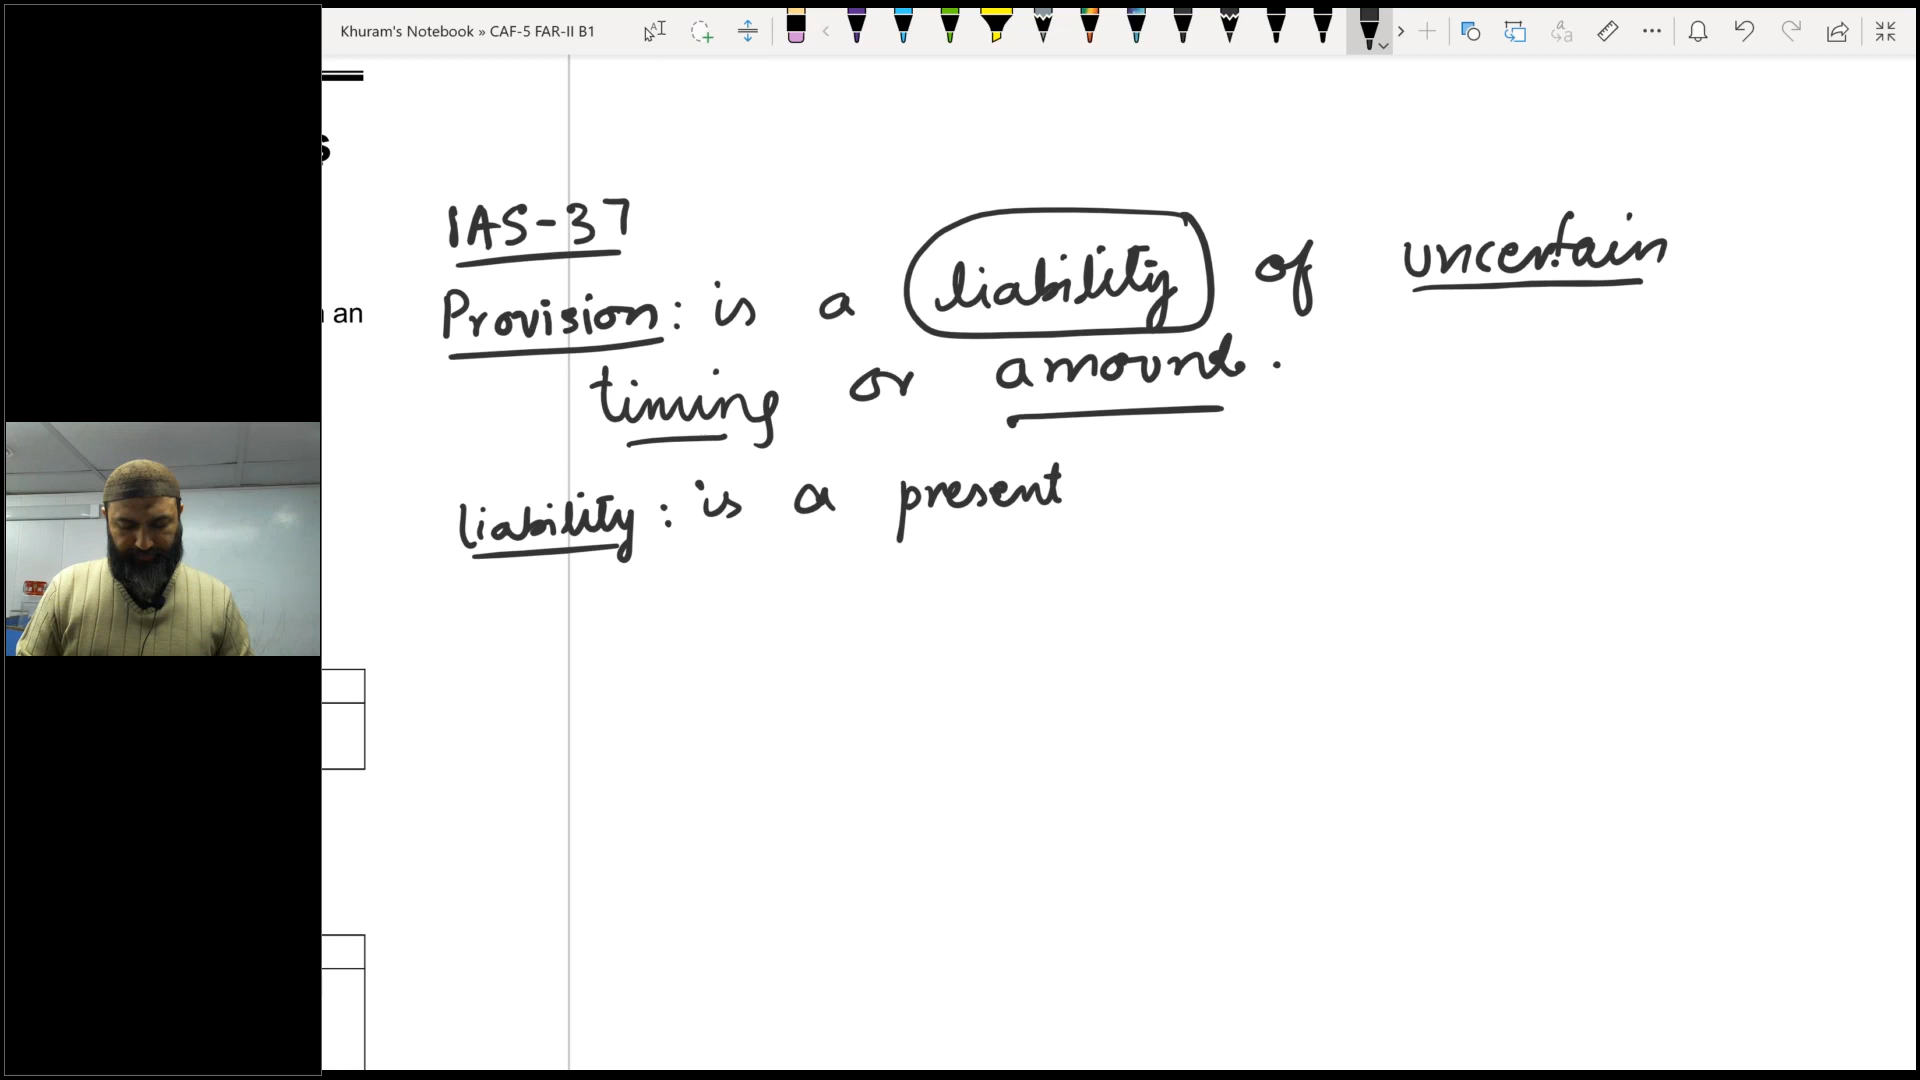 Khuram's Notebook » CAF-5 FAR-II B1
s
an
IAS-37
Provision: is a liability of uncertain
timing or amount.
liability: is a present